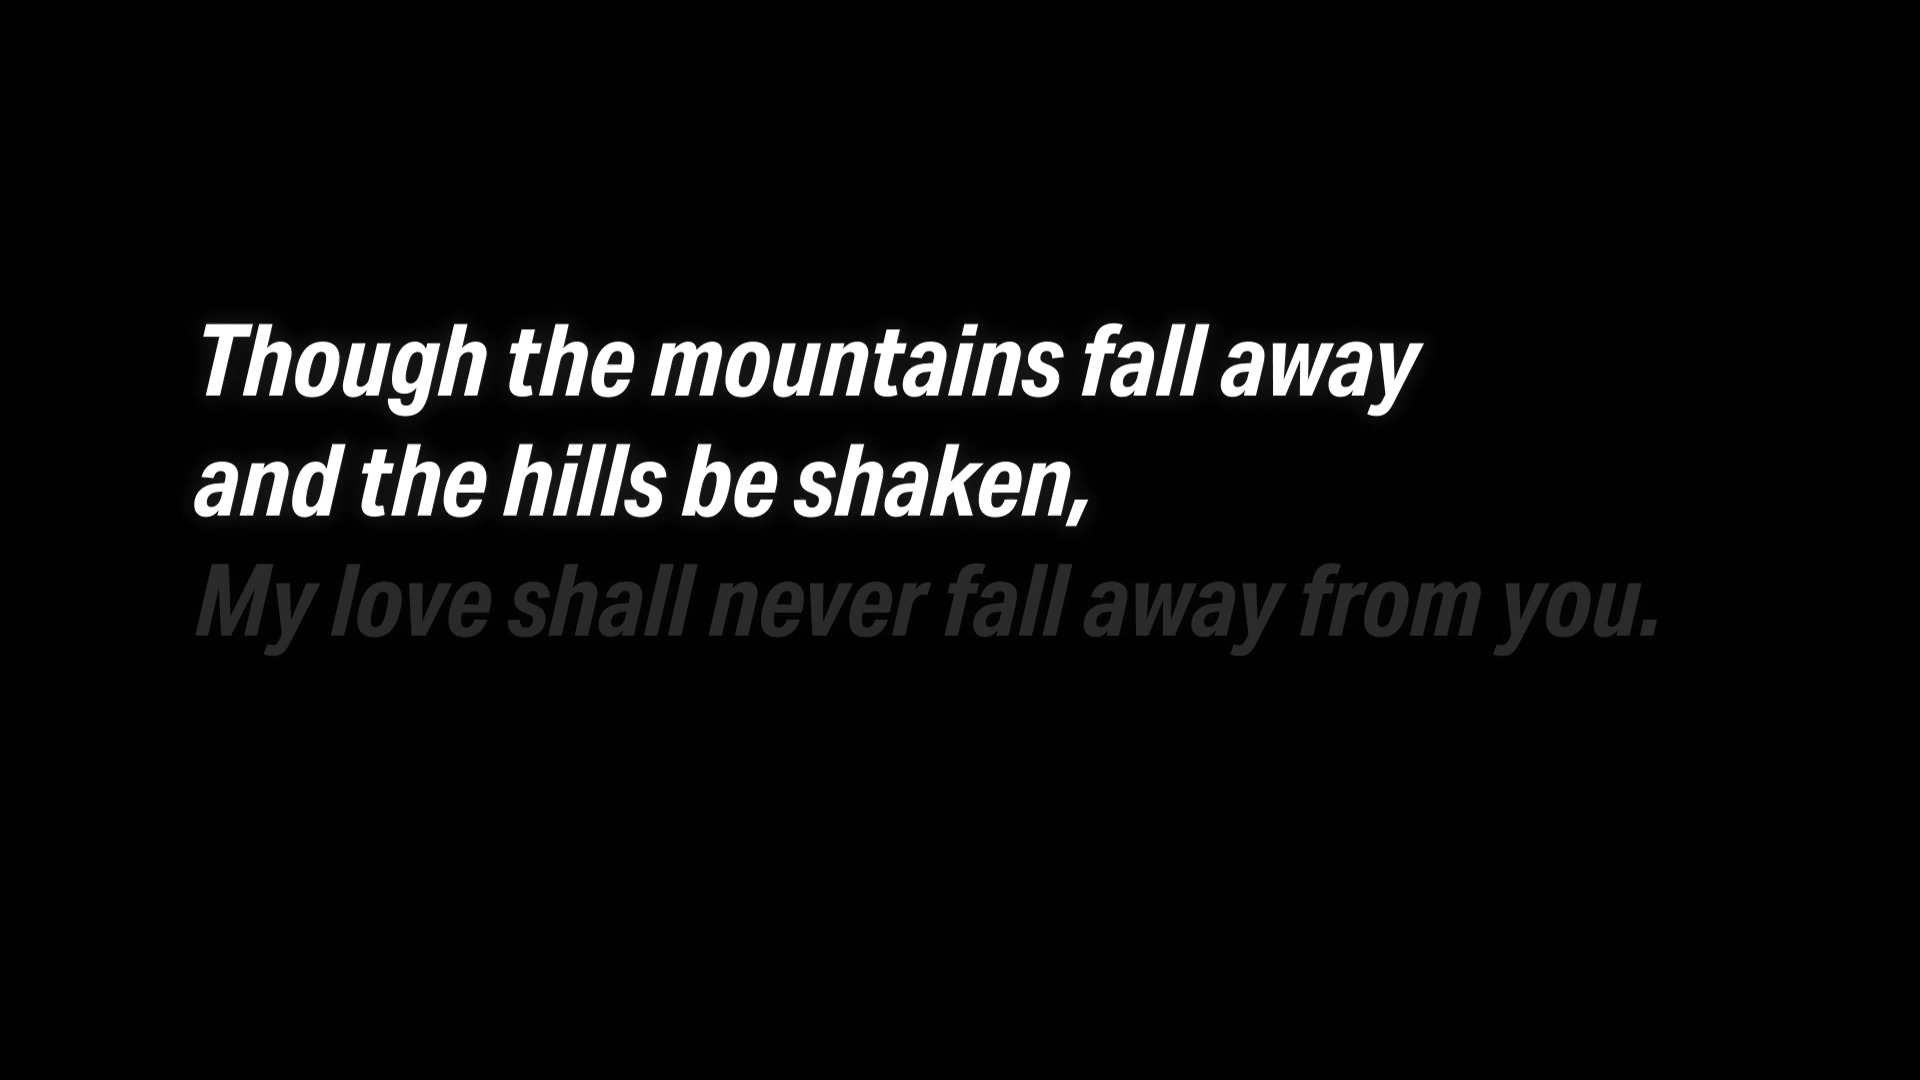 Though the mountains fall away
and the hills be shaken,
My love shall never fall away from you.